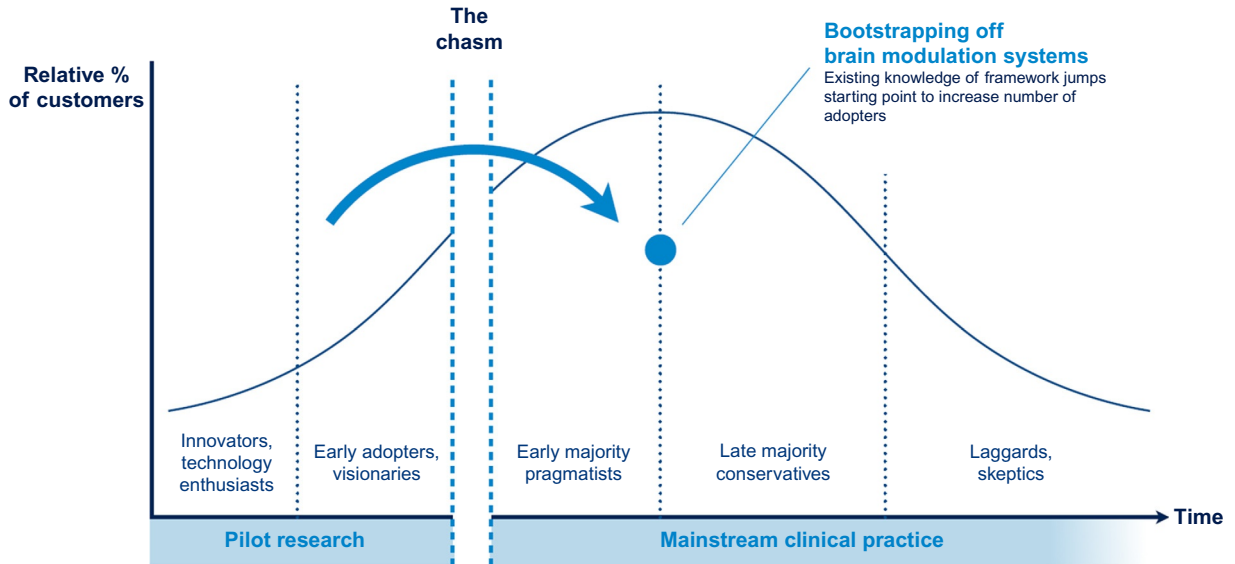 The
chasm
Bootstrapping off
brain modulation systems
Existing knowledge of framework jumps
starting point to increase number of
adopters
Relative %
of customers
Innovators,
technology
enthusiasts
Early adopters,
visionaries
Early majority
pragmatists
Late majority
conservatives
Laggards,
skeptics
Time
Pilot research
Mainstream clinical practice